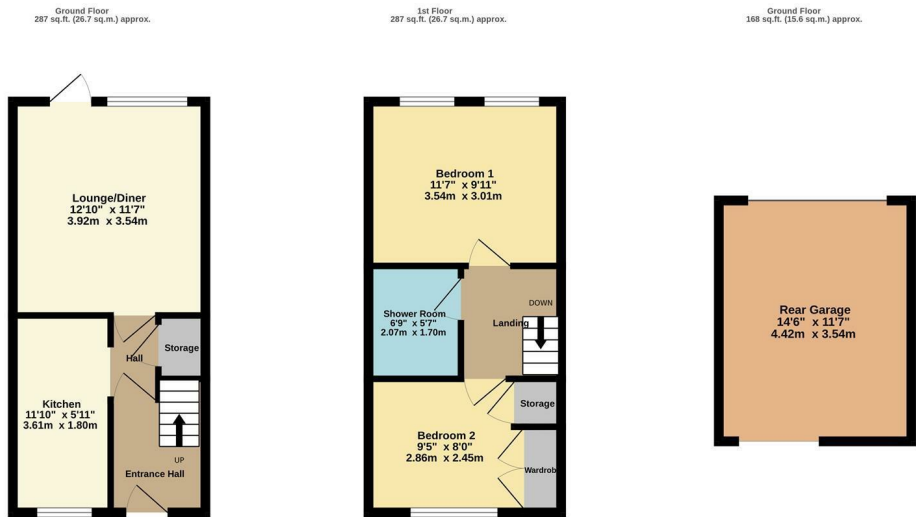 Ground Floor
287 sq.ft. (26.7 sq.m.) approx.
1st Floor
287 sq.ft. (26.7 sq.m.) approx.
Ground Floor
168 sq.ft. (15.6 sq.m.) approx.
Lounge/Diner
12'10" x 11'7"
3.92m x 3.54m
Hall
Storage
Kitchen
11'10" x 5'11"
3.61m x 1.80m
UP
Entrance Hall
Bedroom 1
11'7" x 9'11"
3.54m x 3.01m
Shower Room
6'9" x 5'7"
2.07m x 1.70m
DOWN
Landing
Storage
Bedroom 2
9'5" x 8'0"
2.86m x 2.45m
Wardrob
Rear Garage
14'6" x 11'7"
4.42m x 3.54m